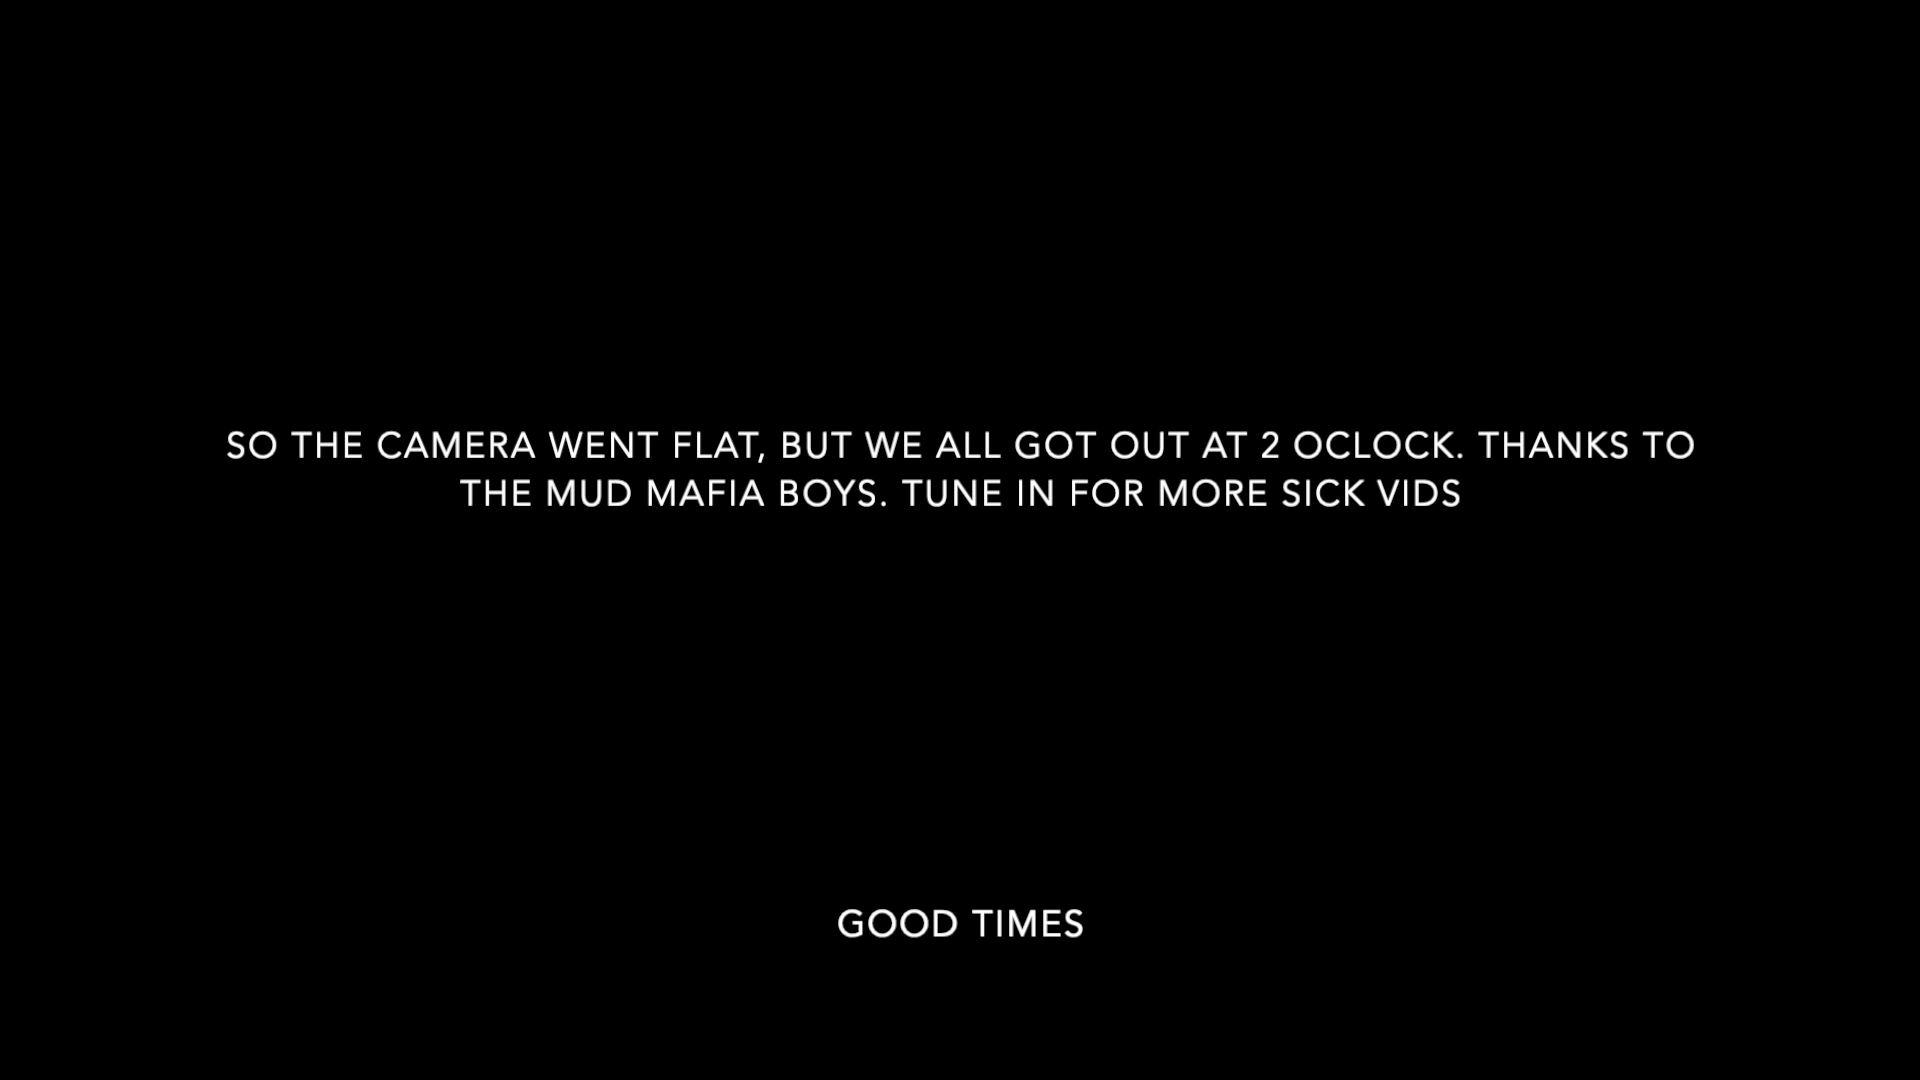 SO THE CAMERA WENT FLAT, BUT WE ALL GOT OUT AT 2 OCLOCK. THANKS TO
THE MUD MAFIA BOYS. TUNE IN FOR MORE SICK VIDS
GOOD TIMES